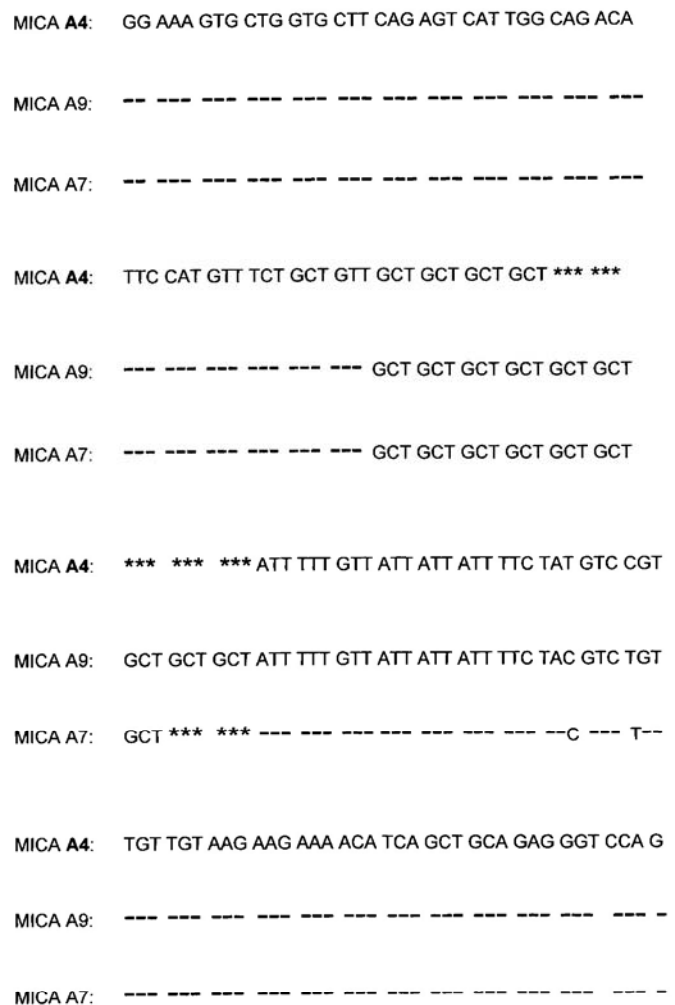 MICA A4: GG AAA GTG CTG GTG CTT CAG AGT CAT TGG CAG ACA
MICA A9: -- --- --- --- --- --- --- --- --- --- --- ---
MICA A7: -- --- --- --- --- --- --- --- --- --- --- ---
MICA A4: TTC CAT GTT TCT GCT GTT GCT GCT GCT GCT *** ***
MICA A9: --- --- --- --- --- --- GCT GCT GCT GCT GCT GCT
MICA A7: --- --- --- --- --- --- GCT GCT GCT GCT GCT GCT
MICA A4: *** *** *** ATT TTT GTT ATT ATT ATT TTC TAT GTC CGT
MICA A9: GCT GCT GCT ATT TTT GTT ATT ATT ATT TTC TAC GTC TGT
MICA A7: GCT *** *** --- --- --- --- --- --- --- --C --- T--
MICA A4: TGT TGT AAG AAG AAA ACA TCA GCT GCA GAG GGT CCA G
MICA A9: --- --- --- --- --- --- --- --- --- --- --- --- -
MICA A7: --- --- --- --- --- --- --- --- --- --- --- --- -